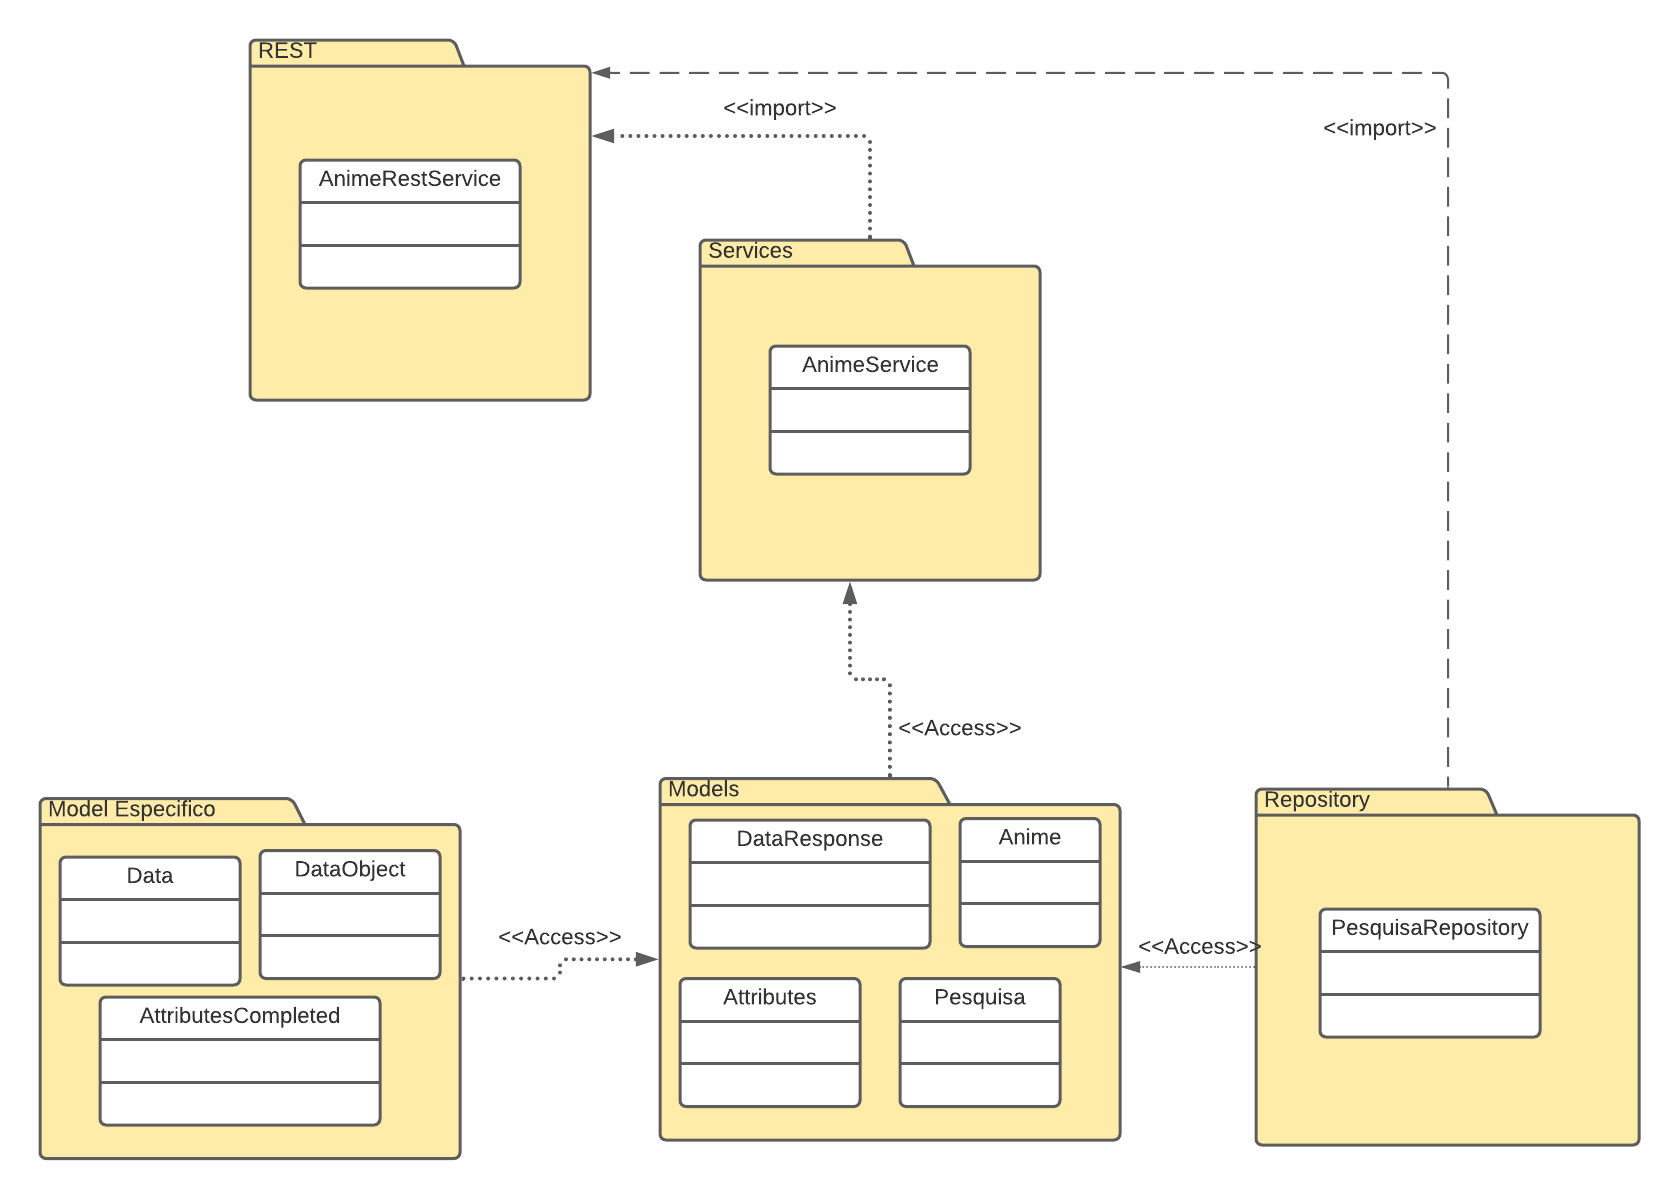 REST
<<import>>
<<import>>
AnimeRestService
Services
AnimeService
<<Access>>
Models
Model Especifico
Repository
DataResponse
Anime
Data
DataObject
PesquisaRepository
<<Access>>
<<Access>>
Attributes
Pesquisa
AttributesCompleted